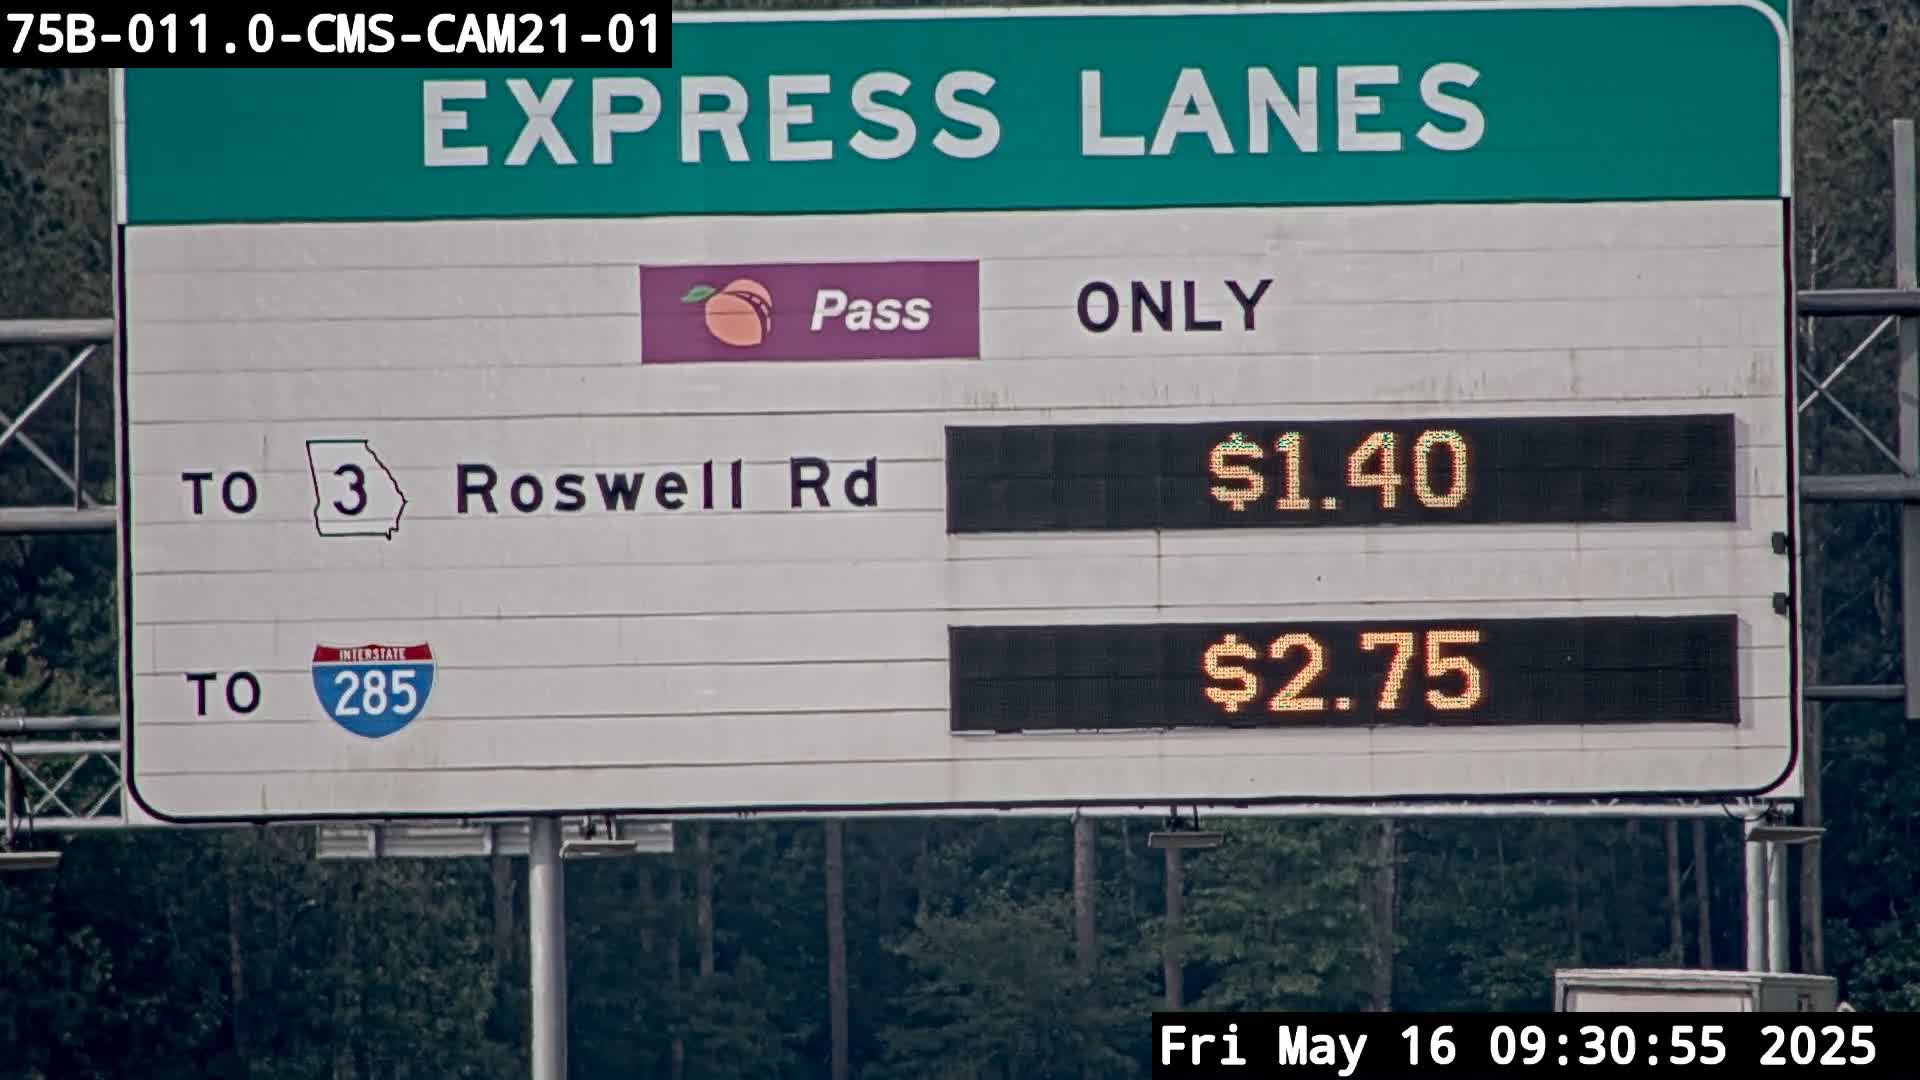 75B-011.0-CMS-CAM21-01
EXPRESS LANES
Pass ONLY
TO 3 Roswell Rd $1.40
TO INTERSTATE 285 $2.75
Fri May 16 09:30:55 2025